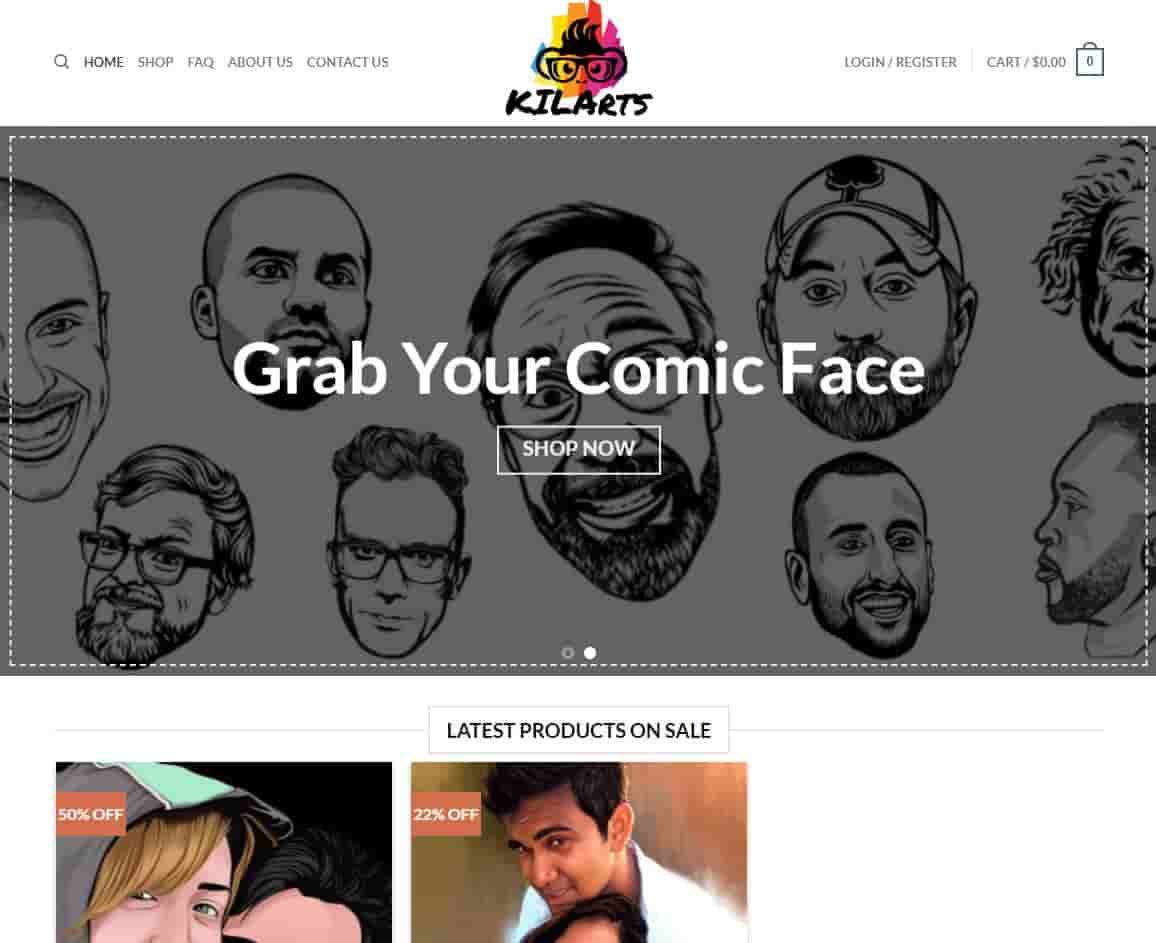 HOME SHOP FAQ ABOUT US CONTACT US
KILARTS
LOGIN / REGISTER CART / $0.00 0
Grab Your Comic Face
SHOP NOW
LATEST PRODUCTS ON SALE
50% OFF
22% OFF